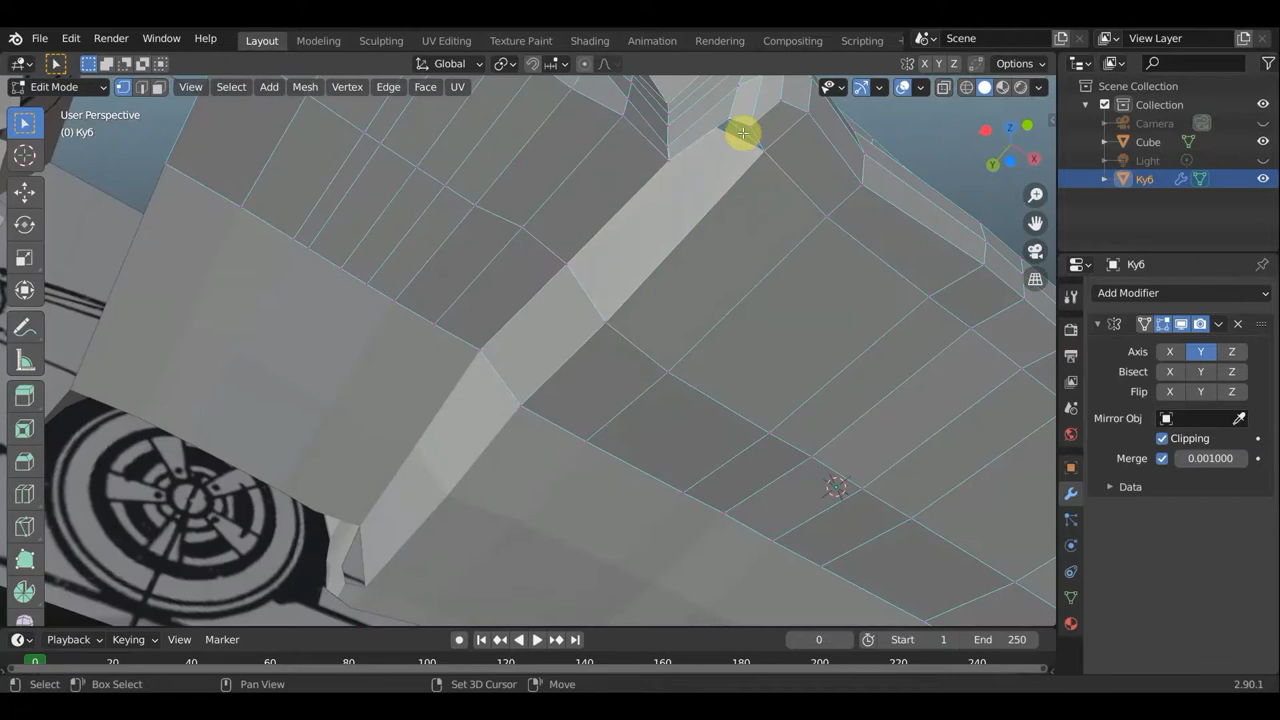 File Edit Render Window Help Layout Modeling Sculpting UV Editing Texture Paint Shading Animation Rendering Compositing Scripting Scene View Layer
Global Options
Edit Mode View Select Add Mesh Vertex Edge Face UV
User Perspective
(0) Куб
Z
Y
X
X Y Z
Scene Collection
Collection
Camera
Cube
Light
Куб
Куб
Add Modifier
Axis X Y Z
Bisect X Y Z
Flip X Y Z
Mirror Obj
Clipping
Merge 0.001000
Data
Playback Keying View Marker 0 Start 1 End 250
0 20 40 60 80 100 120 140 160 180 200 220 240
Select Box Select Pan View Set 3D Cursor Move 2.90.1